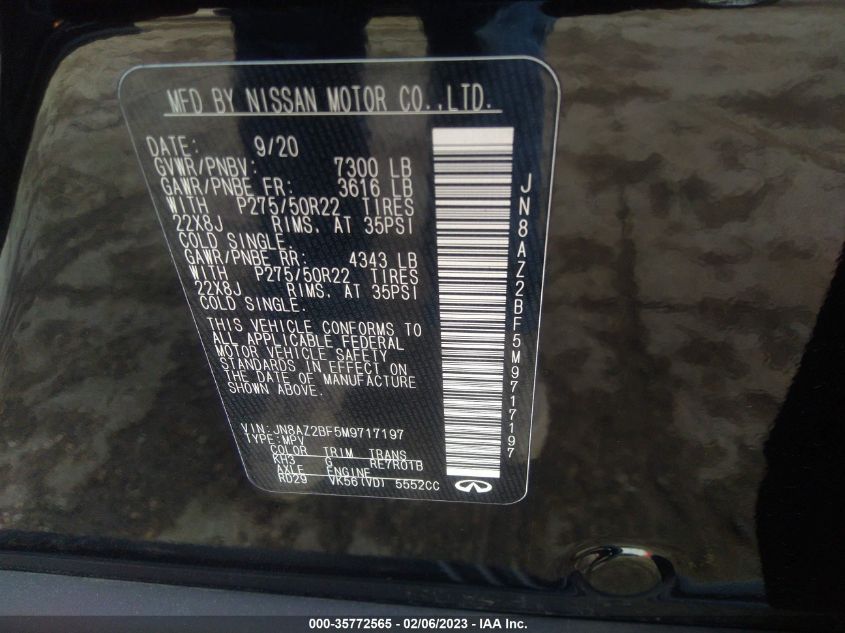 MFD BY NISSAN MOTOR CO.,LTD.
DATE: 9/20
GVWR/PNBV: 7300 LB
GAWR/PNBE FR: 3616 LB
WITH P275/50R22 TIRES
22X8J RIMS. AT 35PSI
COLD SINGLE.
GAWR/PNBE RR: 4343 LB
WITH P275/50R22 TIRES
22X8J RIMS. AT 35PSI
COLD SINGLE.
THIS VEHICLE CONFORMS TO
ALL APPLICABLE FEDERAL
MOTOR VEHICLE SAFETY
STANDARDS IN EFFECT ON
THE DATE OF MANUFACTURE
SHOWN ABOVE.
VIN:JN8AZ2BF5M9717197
TYPE:MPV
COLOR TRIM TRANS
KH3 G RE7R01B
AXLE ENGINE
RD29 VK56(VD) 5552CC
JN8AZ2BF5M9717197
000-35772565 - 02/06/2023 - IAA Inc.